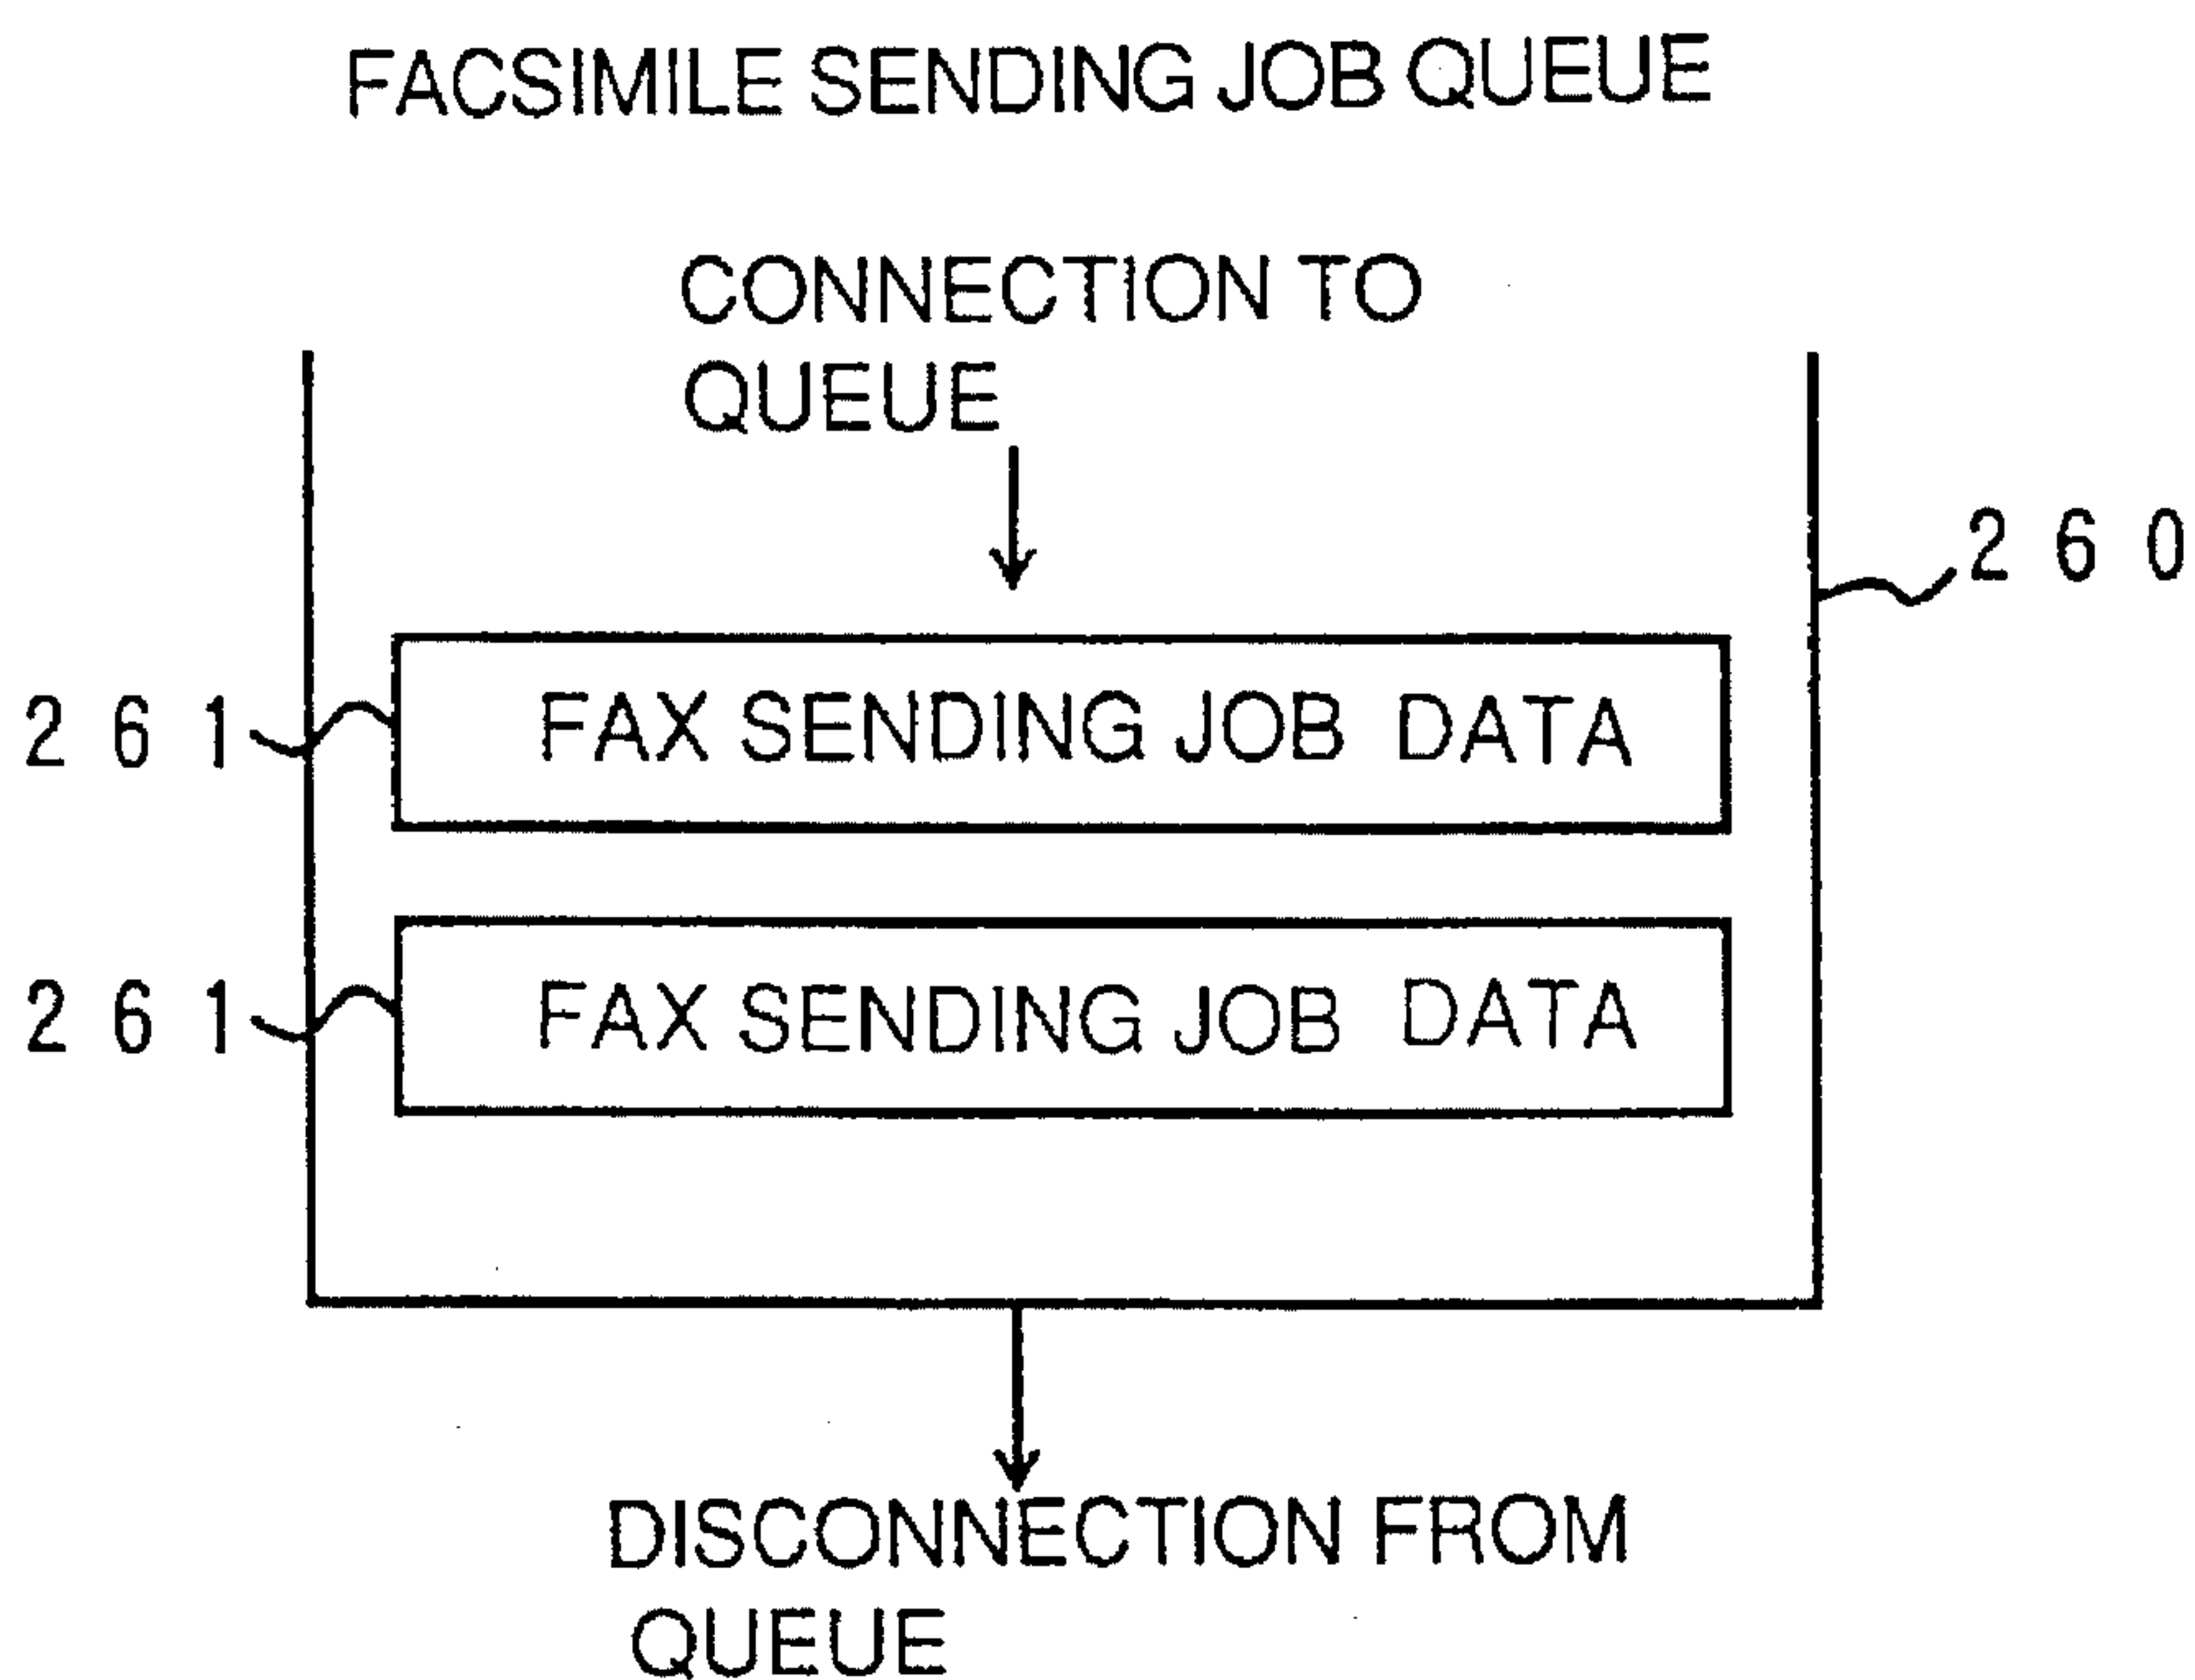 FACSIMILE SENDING JOB QUEUE
CONNECTION TO
QUEUE
260
261 FAX SENDING JOB DATA
261 FAX SENDING JOB DATA
DISCONNECTION FROM
QUEUE